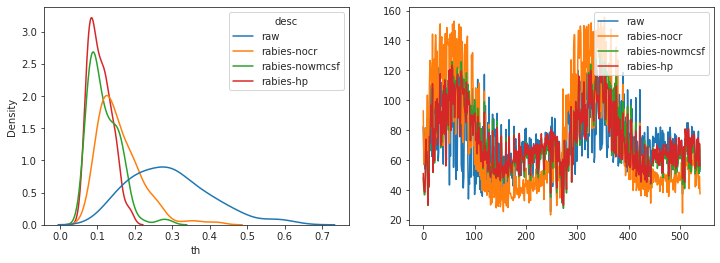 desc
raw
rabies-nocr
rabies-nowmcsf
rabies-hp
Density
3.0
2.5
2.0
1.5
1.0
0.5
0.0
0.0 0.1 0.2 0.3 0.4 0.5 0.6 0.7
th
raw
rabies-nocr
rabies-nowmcsf
rabies-hp
160
140
120
100
80
60
40
20
0 100 200 300 400 500